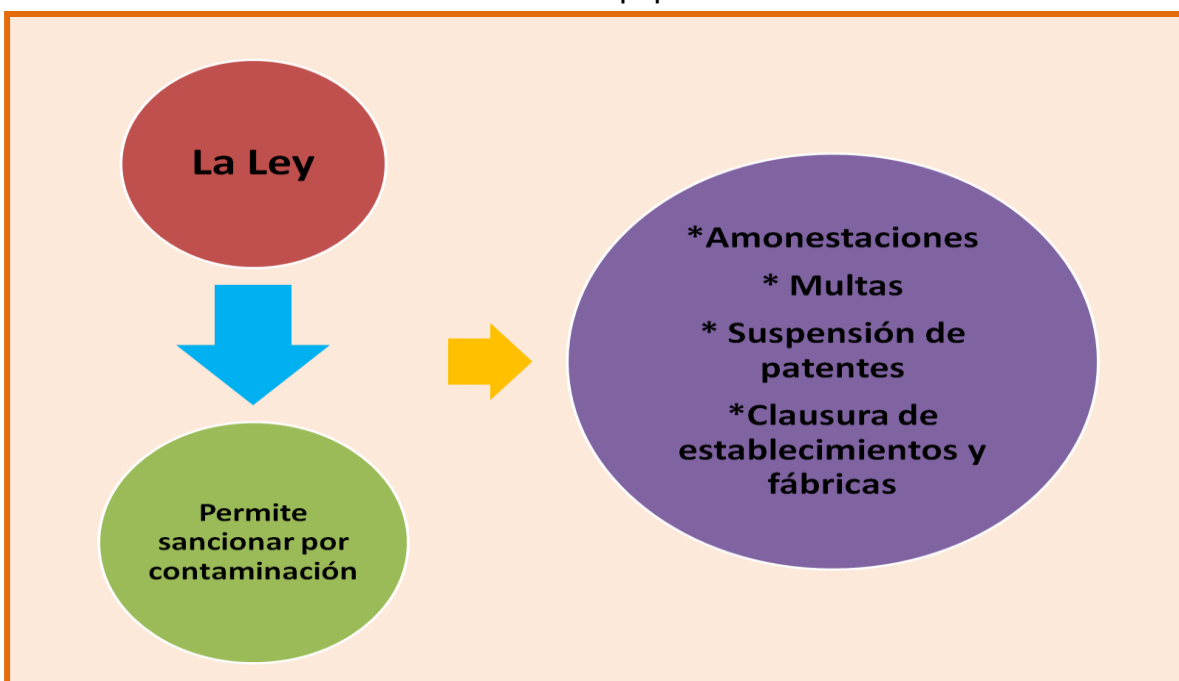 La Ley
Permite
sancionar por
contaminación
*Amonestaciones
* Multas
* Suspensión de
patentes
*Clausura de
establecimientos y
fábricas